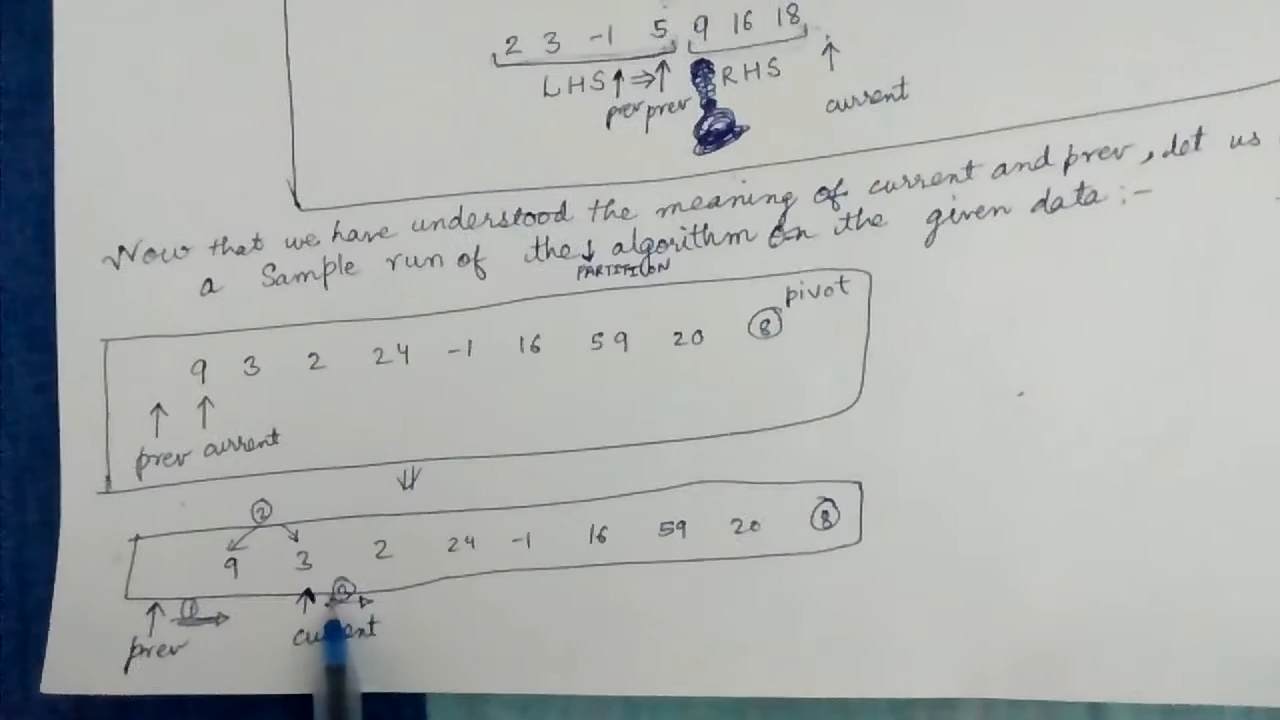 2 3 -1 5 9 16 18
LHS ↑ ⇒ ↑ RHS ↑
prev prev current
Now that we have understood the meaning of current and prev, let us
a Sample run of the ↓ algorithm on the given data :-
PARTITION
pivot
9 3 2 24 -1 16 59 20 8
↑ ↑
prev current
⇓
2
9 3 2 24 -1 16 59 20 8
↑ 1 → ↑ →
prev current